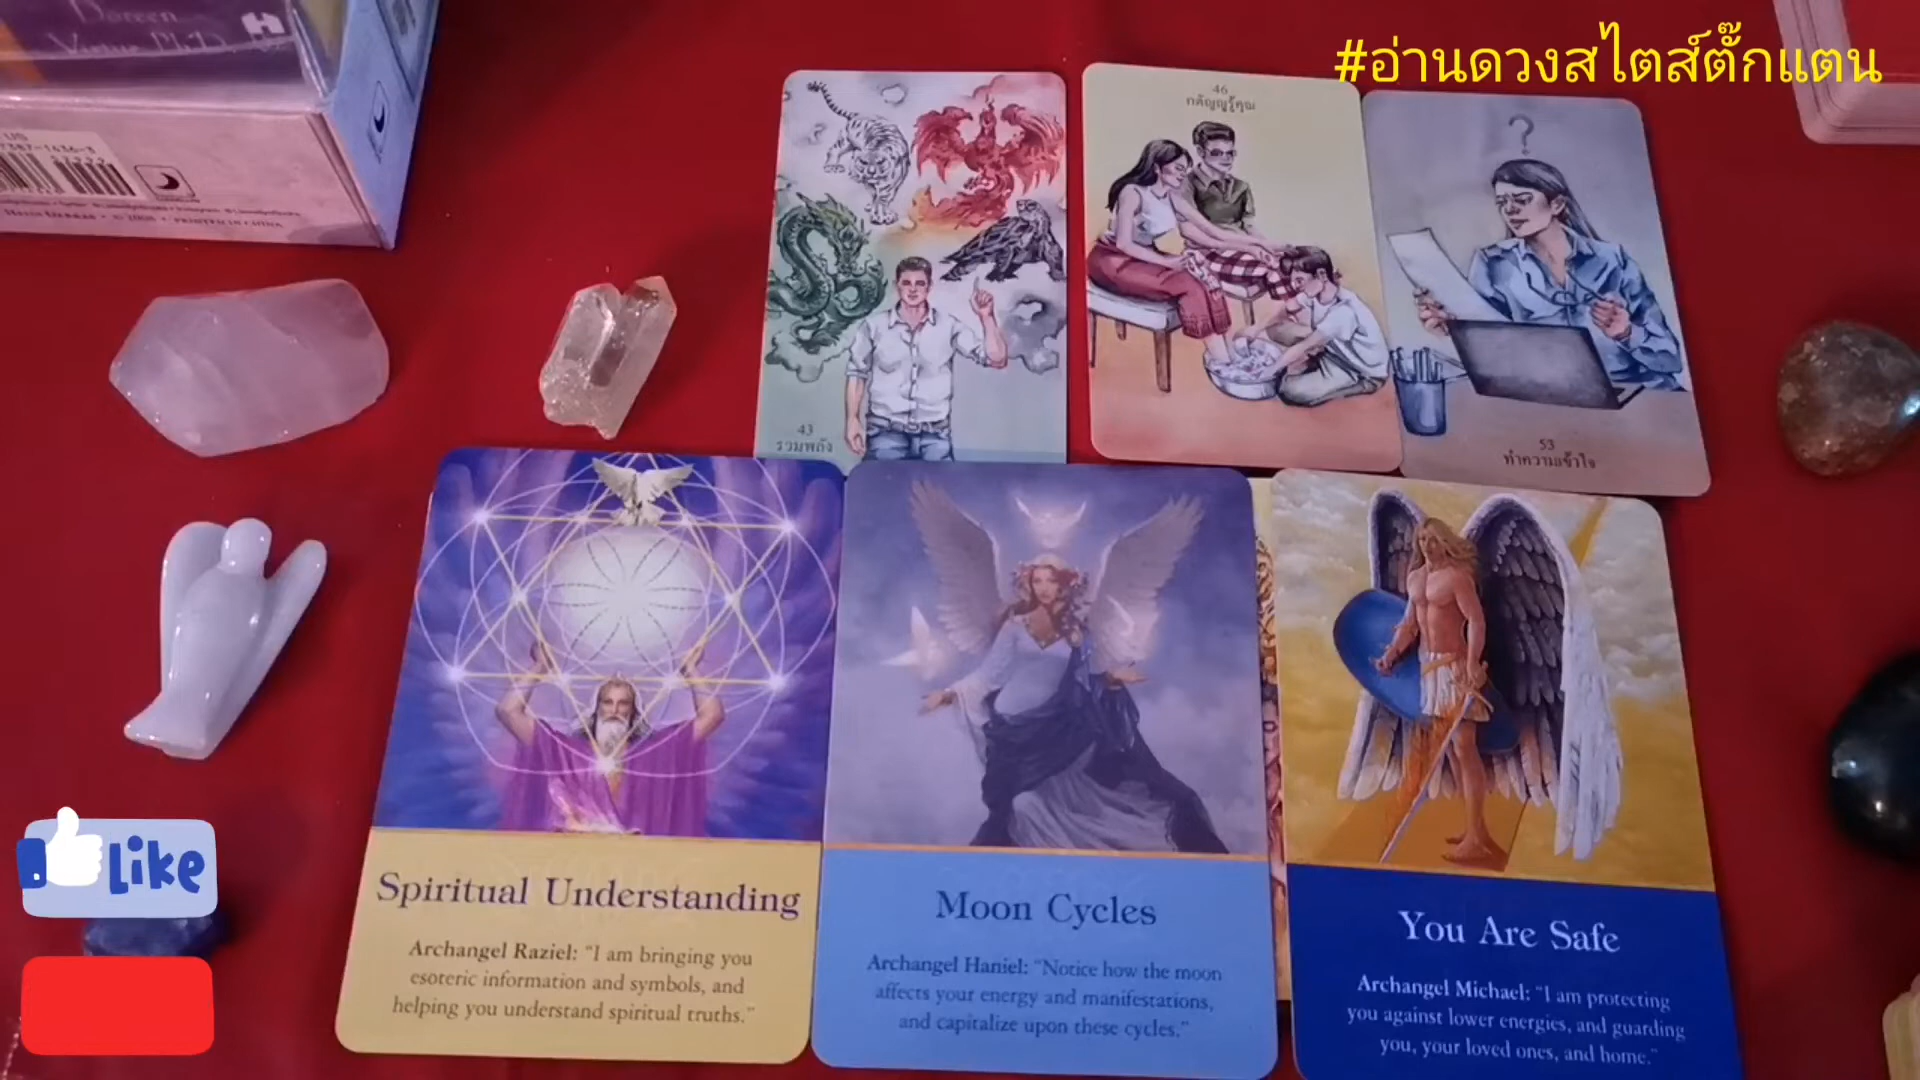 Doreen
Virtue Ph.D.
#อ่านดวงสไตส์ตั๊กแตน
46
กตัญญูรู้คุณ
43
รวมพลัง
53
ทำความเข้าใจ
Like
Spiritual Understanding
Archangel Raziel: “I am bringing you
esoteric information and symbols, and
helping you understand spiritual truths.”
Moon Cycles
Archangel Haniel: “Notice how the moon
affects your energy and manifestations,
and capitalize upon these cycles.”
You Are Safe
Archangel Michael: “I am protecting
you against lower energies, and guarding
you, your loved ones, and home.”